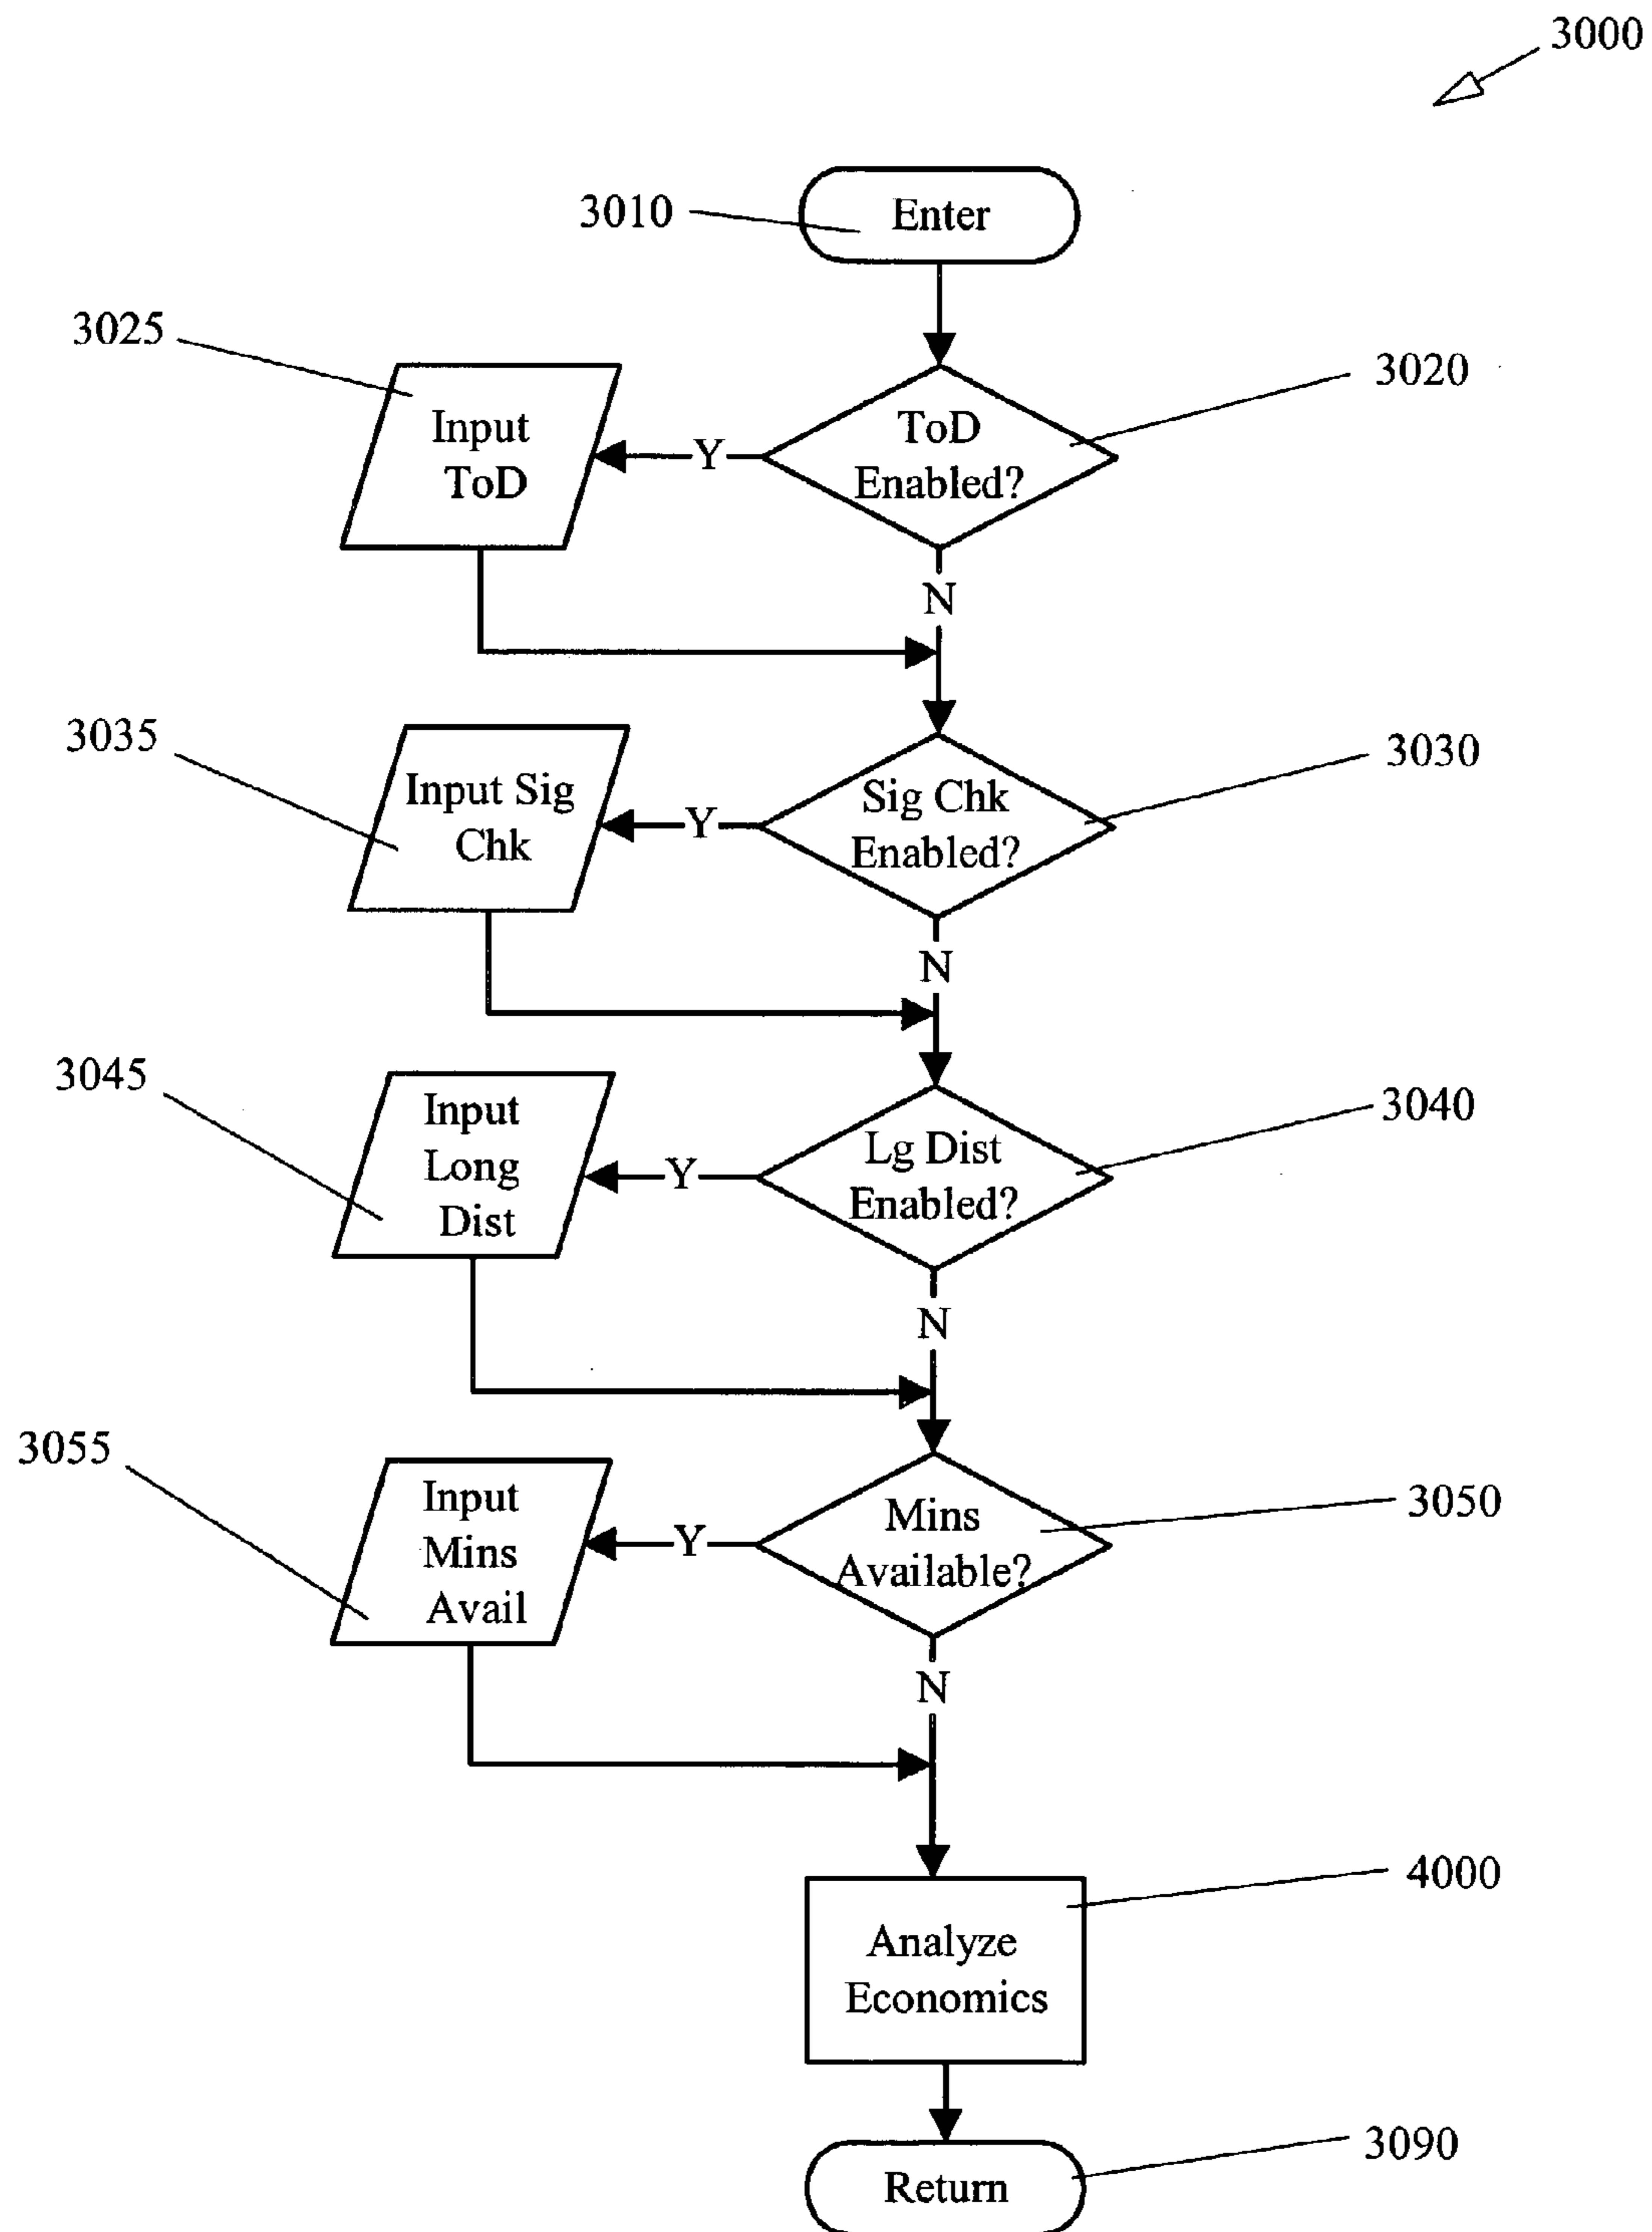 3000
3010
Enter
3025
3020
Input
ToD
Y
ToD
Enabled?
N
3035
3030
Input Sig
Chk
Y
Sig Chk
Enabled?
N
3045
3040
Input
Long
Dist
Y
Lg Dist
Enabled?
N
3055
3050
Input
Mins
Avail
Y
Mins
Available?
N
4000
Analyze
Economics
3090
Return